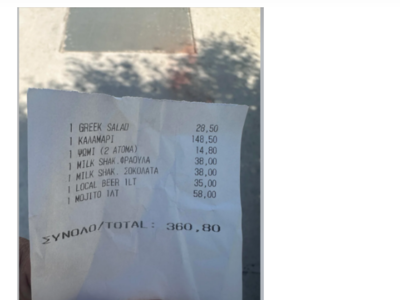 1 GREEK SALAD 28,50
1 ΚΑΛΑΜΑΡΙ 148,50
1 ΨΩΜΙ (2 ΑΤΟΜΑ) 14,80
1 MILK SHAK.ΦΡΑΟΥΛΑ 38,00
1 MILK SHAK. ΣΟΚΟΛΑΤΑ 38,00
1 LOCAL BEER 1LT 35,00
1 MOJITO 1ΛΤ 58,00
ΣΥΝΟΛΟ/TOTAL: 360,80